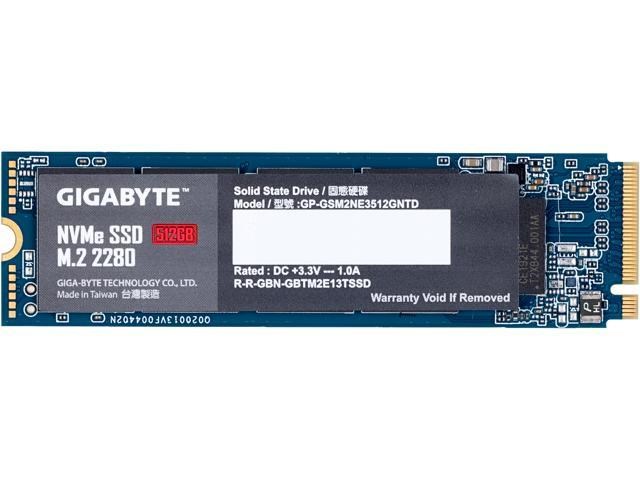 GIGABYTE™
NVMe SSD 512GB
M.2 2280
GIGA-BYTE TECHNOLOGY CO., LTD.
Made in Taiwan 台灣製造
Solid State Drive / 固態硬碟
Model / 型號 :GP-GSM2NE3512GNTD
Rated : DC +3.3V --- 1.0A
R-R-GBN-GBTM2E13TSSD
Warranty Void If Removed
QO20013VF004402N